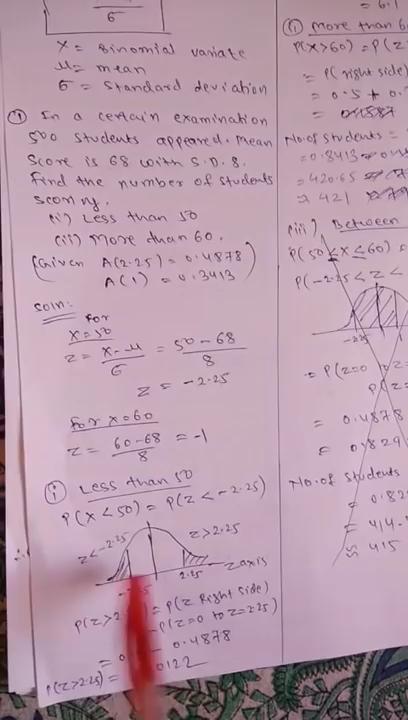 σ
X = Binomial variate
μ = mean
σ = standard deviation
① In a certain examination
500 students appeared. Mean
score is 68 with S.D. 8.
Find the number of students
scoring.
(i) Less than 50
(ii) More than 60.
(Given A(2.25) = 0.4878
A(1) = 0.3413)
Soln:
for
X=50
Z = X-μ / σ = 50-68 / 8
Z = -2.25
for x=60
Z = 60-68 / 8 = -1
(i) Less than 50
P(X<50) = P(Z<-2.25)
Z<-2.25
Z>2.25
2.25
Z axis
= P(Z Right side)
- P(Z=0 to Z=2.25)
0.4878
P(Z>2.25) = 0122
(ii) More than 60
P(X>60) = P(Z
= P(right side)
= 0.5 + 0.
No. of students =
= 0.8413
= 420.65
≈ 421
(iii) Between
P(50≤X≤60) =
P(-2.25<Z<
-2.25
= P(Z=0
= 0.4878
= 0.829
No. of students
= 0.82
= 414.
≈ 415